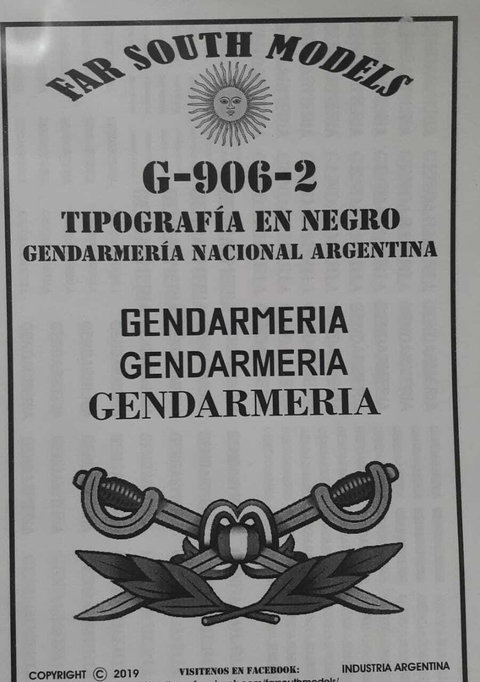 FAR SOUTH MODELS
G-906-2
TIPOGRAFÍA EN NEGRO
GENDARMERÍA NACIONAL ARGENTINA
GENDARMERIA
GENDARMERIA
GENDARMERIA
COPYRIGHT © 2019
VISITENOS EN FACEBOOK:
INDUSTRIA ARGENTINA